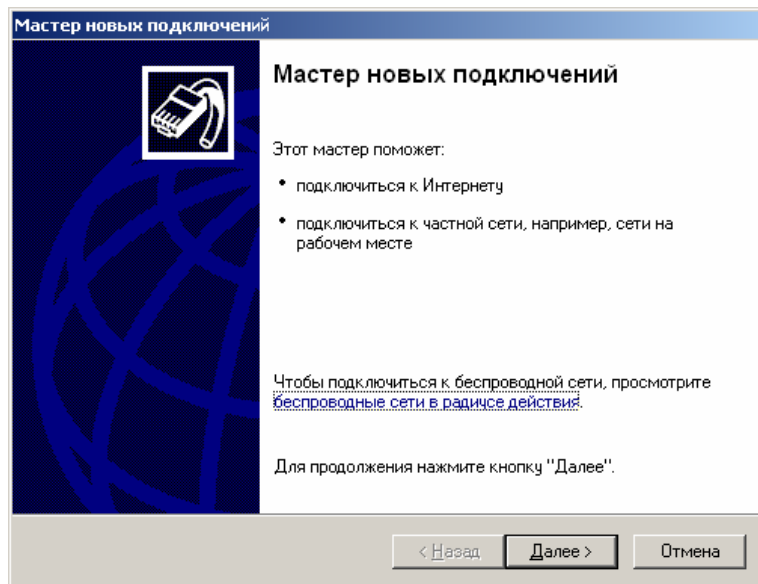 Мастер новых подключений
Мастер новых подключений
Этот мастер поможет:
• подключиться к Интернету
• подключиться к частной сети, например, сети на
рабочем месте
Чтобы подключиться к беспроводной сети, просмотрите
беспроводные сети в радичсе действия.
Для продолжения нажмите кнопку "Далее".
< Назад
Далее >
Отмена